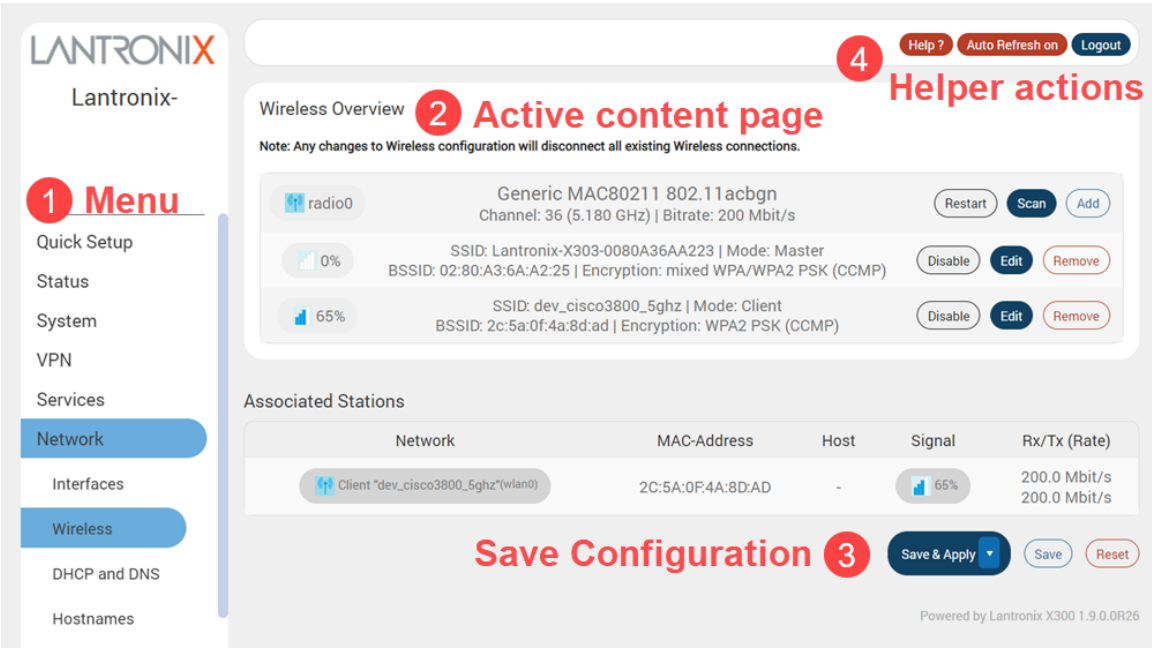 LANTRONIX
Lantronix-
1 Menu
Quick Setup
Status
System
VPN
Services
Network
Interfaces
Wireless
DHCP and DNS
Hostnames
Help ? Auto Refresh on Logout
4 Helper actions
Wireless Overview
2 Active content page
Note: Any changes to Wireless configuration will disconnect all existing Wireless connections.
radio0
Generic MAC80211 802.11acbgn
Channel: 36 (5.180 GHz) | Bitrate: 200 Mbit/s
Restart Scan Add
0%
SSID: Lantronix-X303-0080A36AA223 | Mode: Master
BSSID: 02:80:A3:6A:A2:25 | Encryption: mixed WPA/WPA2 PSK (CCMP)
Disable Edit Remove
65%
SSID: dev_cisco3800_5ghz | Mode: Client
BSSID: 2c:5a:0f:4a:8d:ad | Encryption: WPA2 PSK (CCMP)
Disable Edit Remove
Associated Stations
Network MAC-Address Host Signal Rx/Tx (Rate)
Client "dev_cisco3800_5ghz"(wlan0) 2C:5A:0F:4A:8D:AD - 65% 200.0 Mbit/s
200.0 Mbit/s
Save Configuration 3
Save & Apply Save Reset
Powered by Lantronix X300 1.9.0.0R26